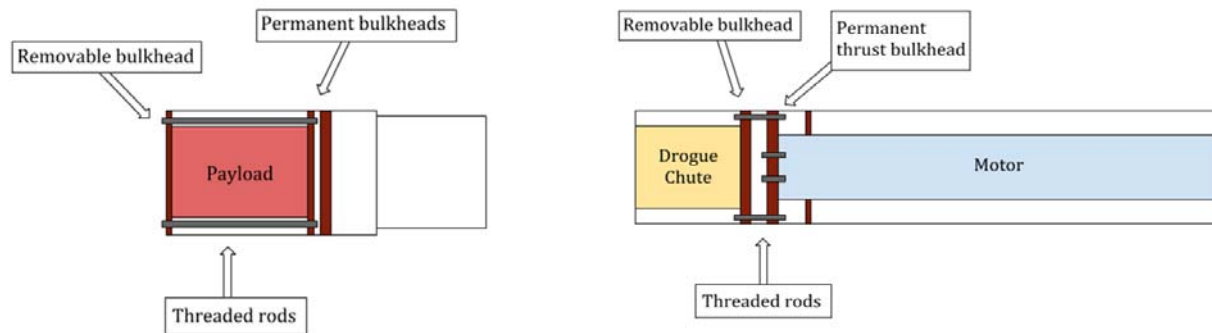 Permanent bulkheads
Removable bulkhead
Payload
Threaded rods
Removable bulkhead
Permanent
thrust bulkhead
Drogue
Chute
Motor
Threaded rods